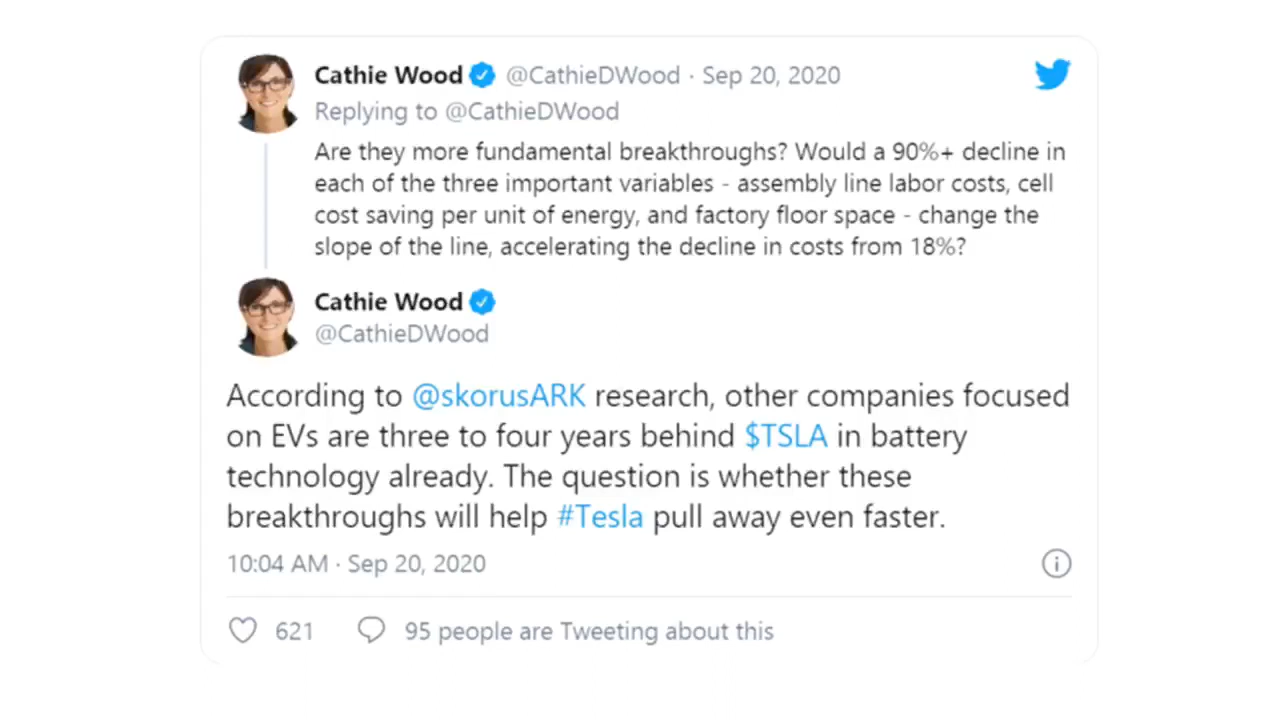 Cathie Wood @CathieDWood · Sep 20, 2020
Replying to @CathieDWood
Are they more fundamental breakthroughs? Would a 90%+ decline in
each of the three important variables - assembly line labor costs, cell
cost saving per unit of energy, and factory floor space - change the
slope of the line, accelerating the decline in costs from 18%?
Cathie Wood
@CathieDWood
According to @skorusARK research, other companies focused
on EVs are three to four years behind $TSLA in battery
technology already. The question is whether these
breakthroughs will help #Tesla pull away even faster.
10:04 AM · Sep 20, 2020
621 95 people are Tweeting about this